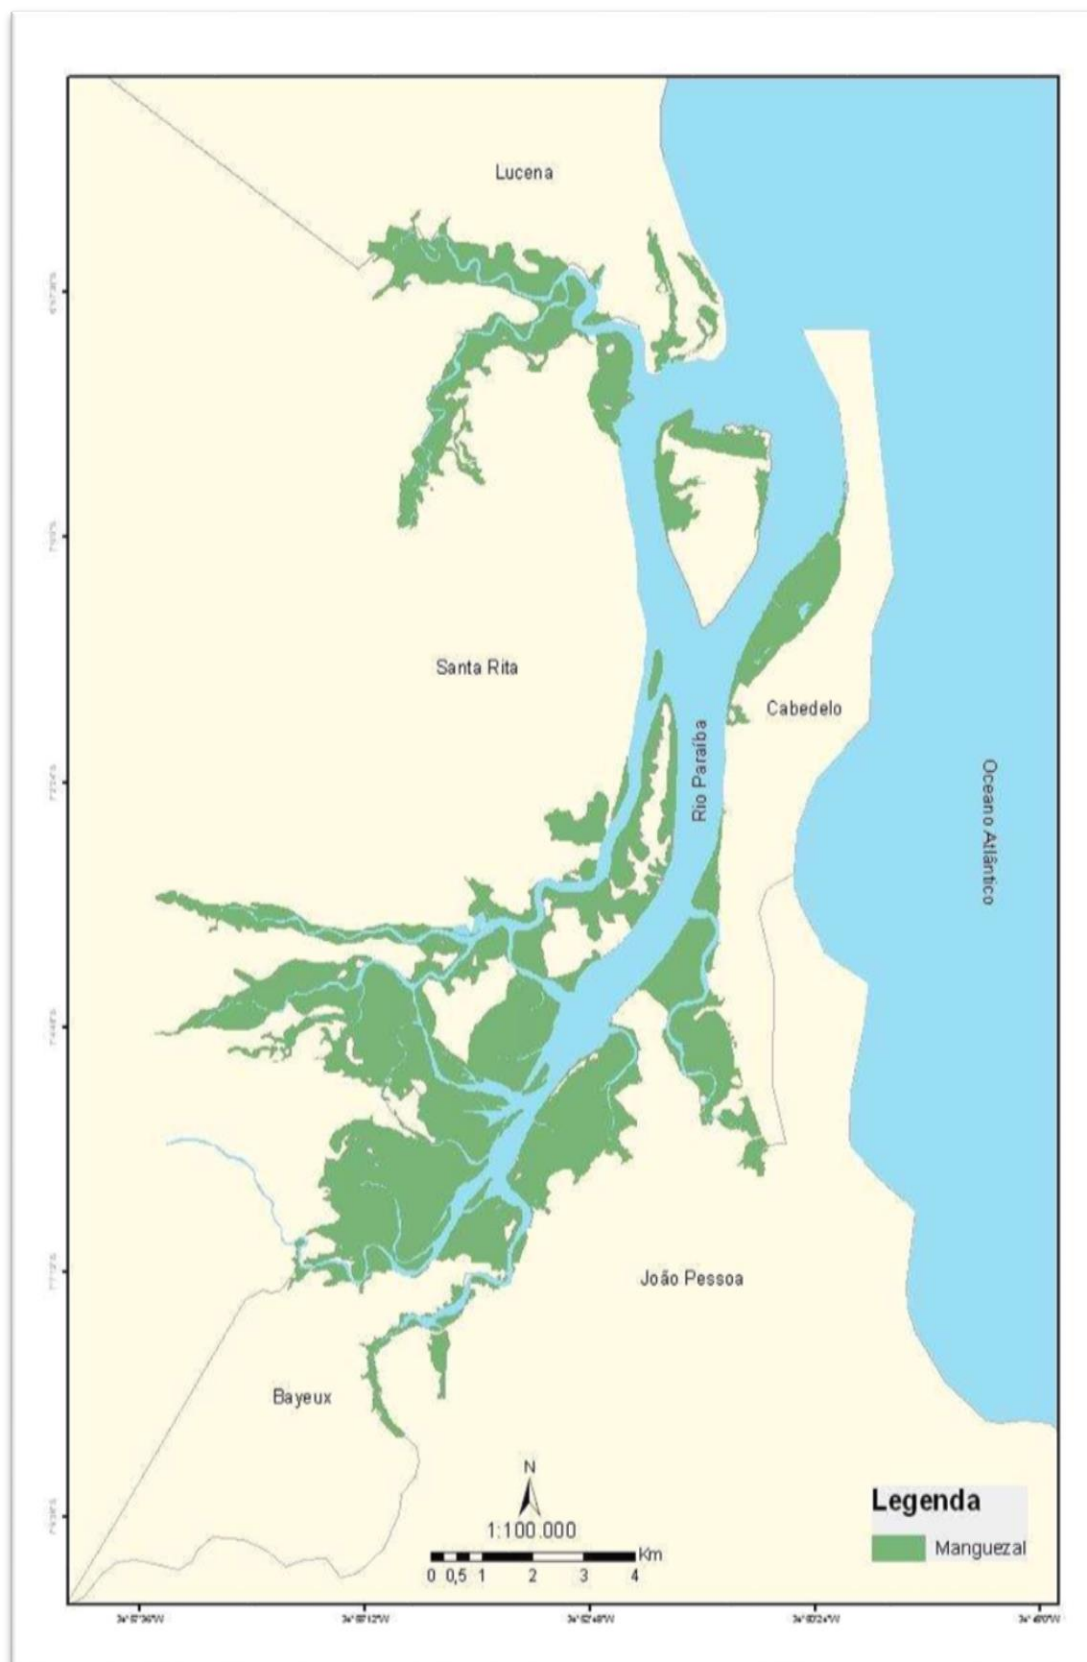 Lucena
Santa Rita
Cabedelo
Rio Paraíba
Oceano Atlântico
João Pessoa
Bayeux
N
1:100.000
Km
0 0,5 1 2 3 4
Legenda
Manguezal